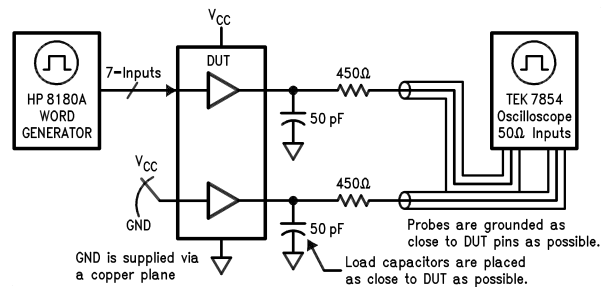 VCC
DUT
7-Inputs
HP 8180A
WORD
GENERATOR
450Ω
50 pF
TEK 7854
Oscilloscope
50Ω Inputs
VCC
GND
450Ω
50 pF
Probes are grounded as
close to DUT pins as possible.
GND is supplied via
a copper plane
Load capacitors are placed
as close to DUT as possible.